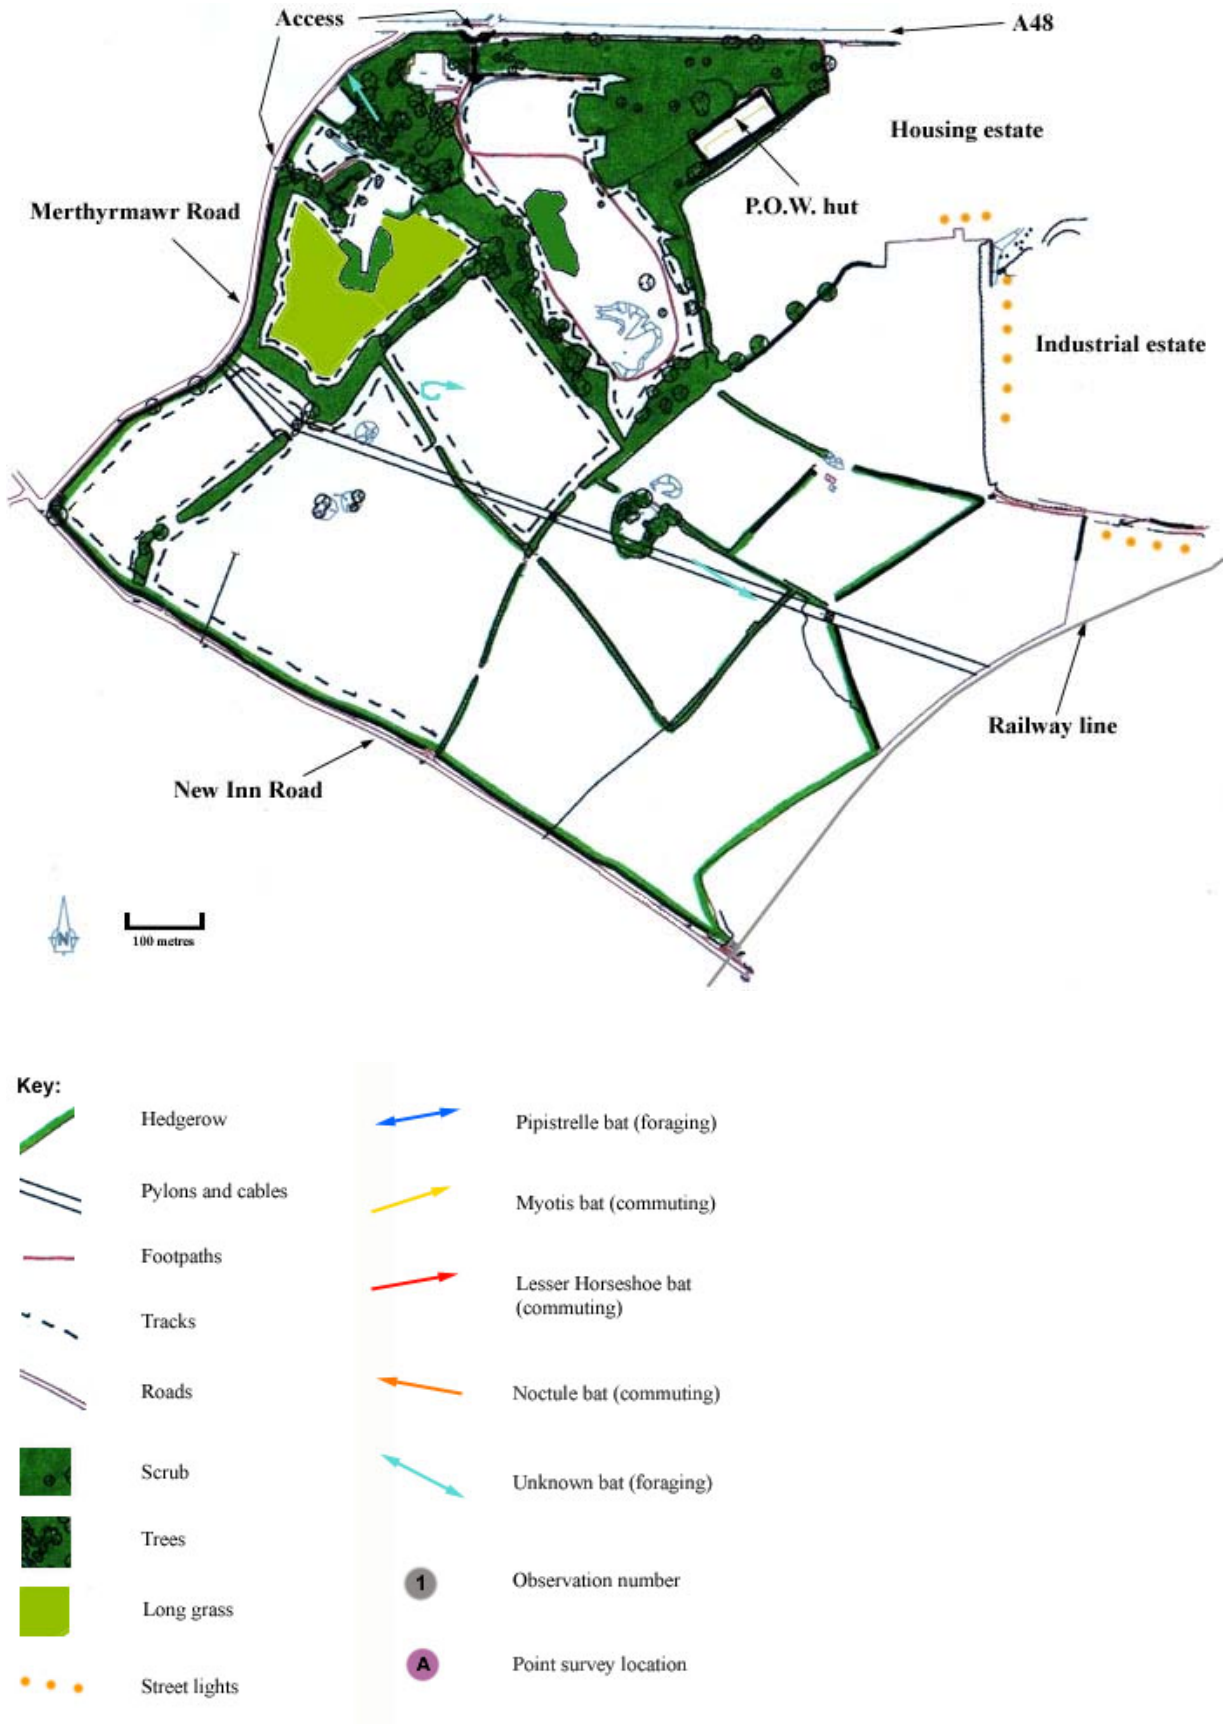 Access
A48
Housing estate
Merthyrmawr Road
P.O.W. hut
Industrial estate
Railway line
New Inn Road
N
100 metres
Key:
Hedgerow
Pylons and cables
Footpaths
Tracks
Roads
Scrub
Trees
Long grass
Street lights
Pipistrelle bat (foraging)
Myotis bat (commuting)
Lesser Horseshoe bat
(commuting)
Noctule bat (commuting)
Unknown bat (foraging)
1
Observation number
A
Point survey location